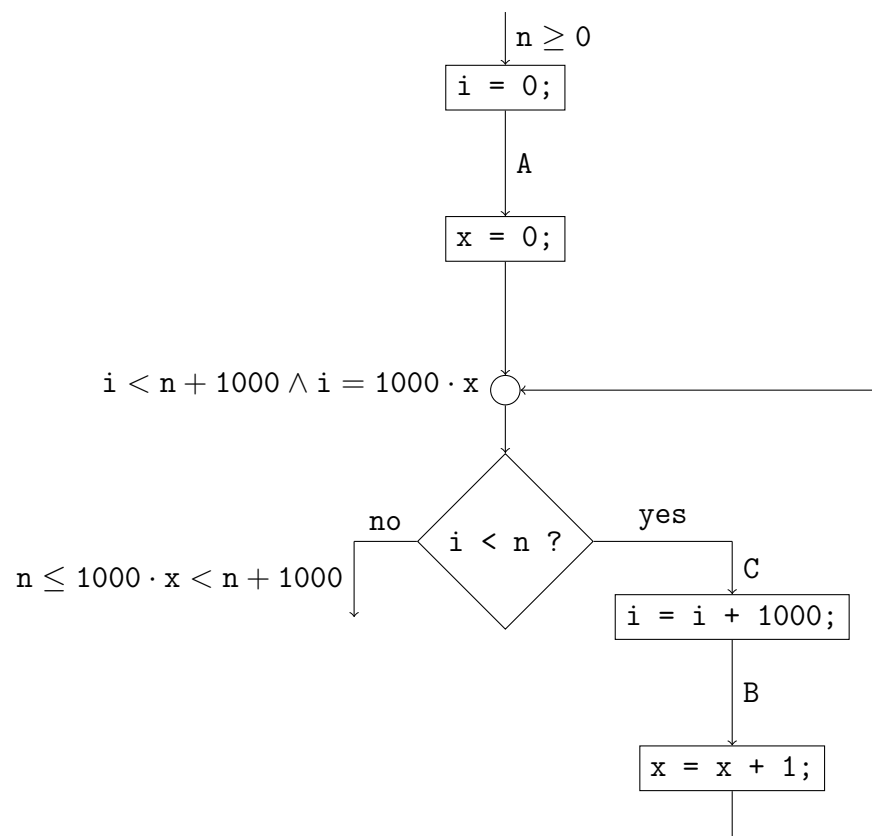 n ≥ 0
i = 0;
A
x = 0;
i < n + 1000 ∧ i = 1000 · x
no
i < n ?
yes
n ≤ 1000 · x < n + 1000
C
i = i + 1000;
B
x = x + 1;